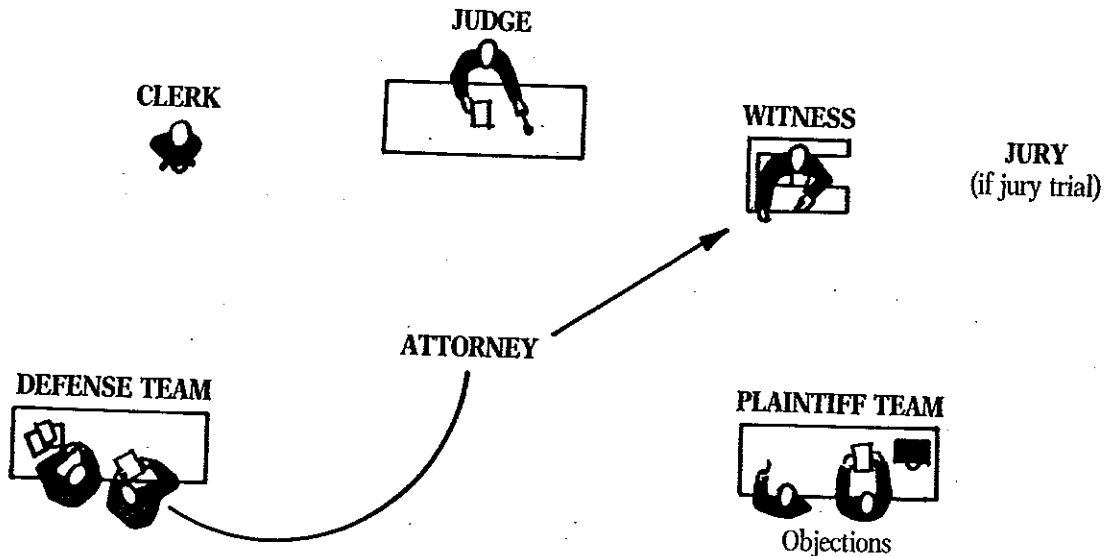 JUDGE
CLERK
WITNESS
JURY
(if jury trial)
ATTORNEY
DEFENSE TEAM
PLAINTIFF TEAM
Objections